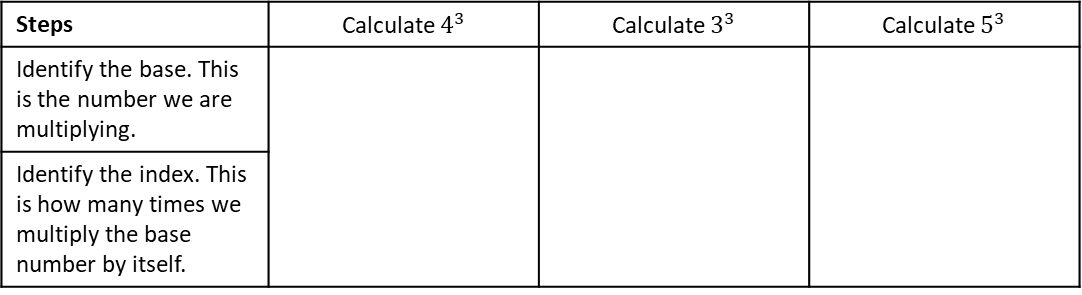 Steps
Calculate 4³
Calculate 3³
Calculate 5³
Identify the base. This
is the number we are
multiplying.
Identify the index. This
is how many times we
multiply the base
number by itself.